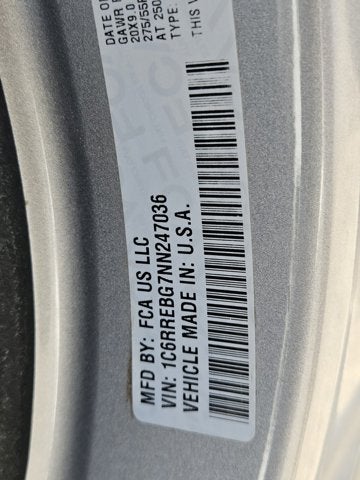 MFD BY: FCA US LLC
VIN: 1C6RREBG7NN247036
VEHICLE MADE IN: U.S.A.
DATE OF
GAWR
20X9.0
275/55
AT 250
TYPE:
THIS V